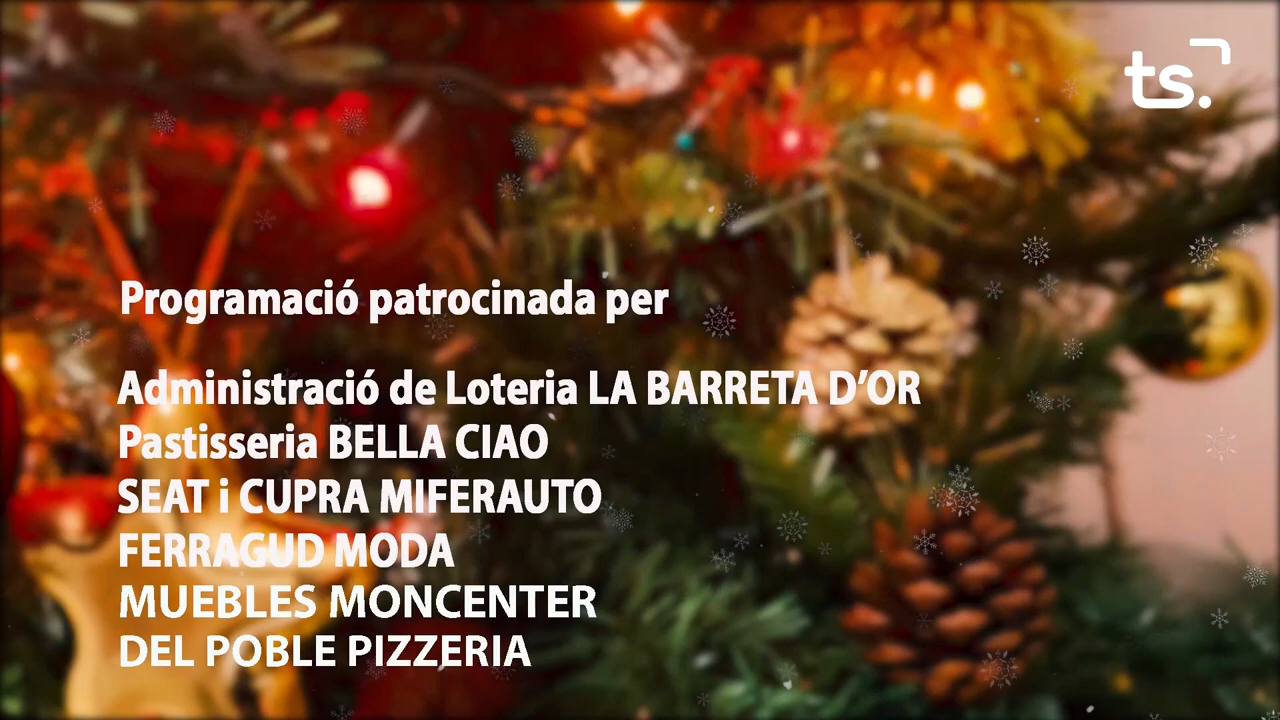 ts.
Programació patrocinada per
Administració de Loteria LA BARRETA D’OR
Pastisseria BELLA CIAO
SEAT i CUPRA MIFERAUTO
FERRAGUD MODA
MUEBLES MONCENTER
DEL POBLE PIZZERIA